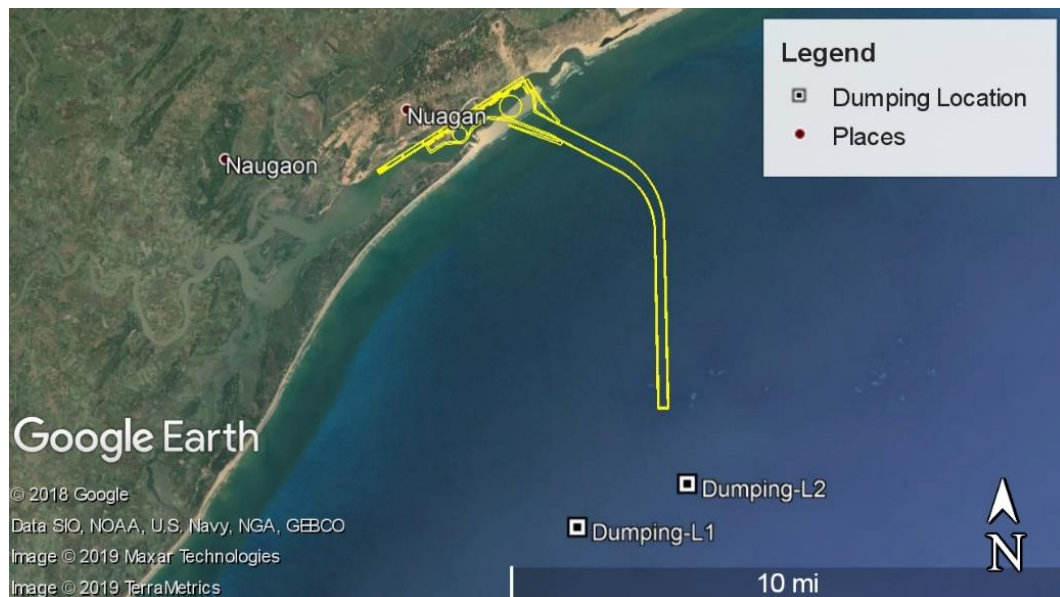 Legend
Dumping Location
Places
Nuagan
Naugaon
Google Earth
© 2018 Google
Data SIO, NOAA, U.S. Navy, NGA, GEBCO
Image © 2019 Maxar Technologies
Image © 2019 TerraMetrics
Dumping-L2
Dumping-L1
N
10 mi